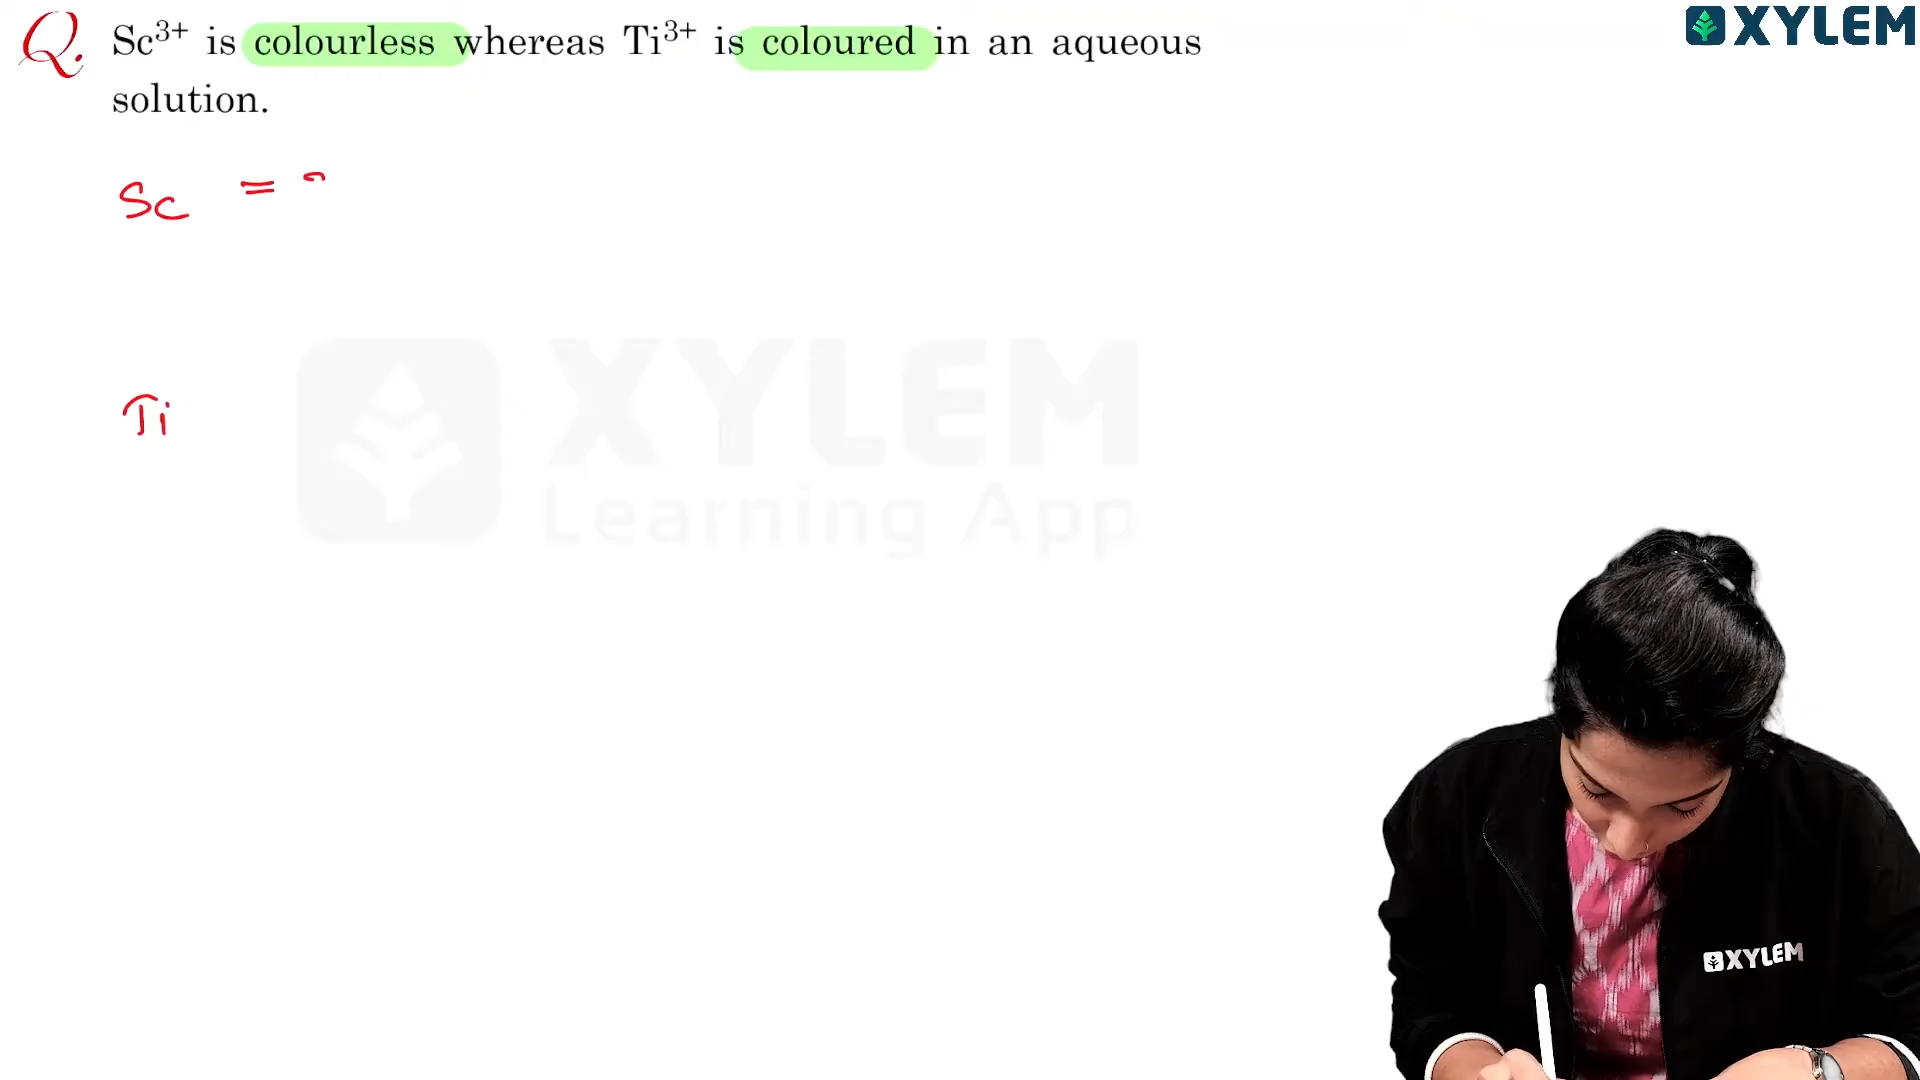 XYLEM
Q. Sc³⁺ is colourless whereas Ti³⁺ is coloured in an aqueous
solution.
Sc =
Ti
XYLEM
Learning App
XYLEM